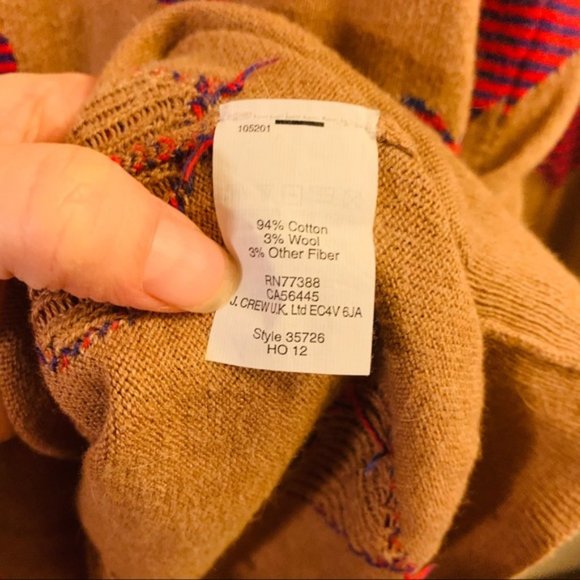 105201
94% Cotton
3% Wool
3% Other Fiber
RN77388
CA56445
J. CREW U.K. Ltd EC4V 6JA
Style 35726
HO 12